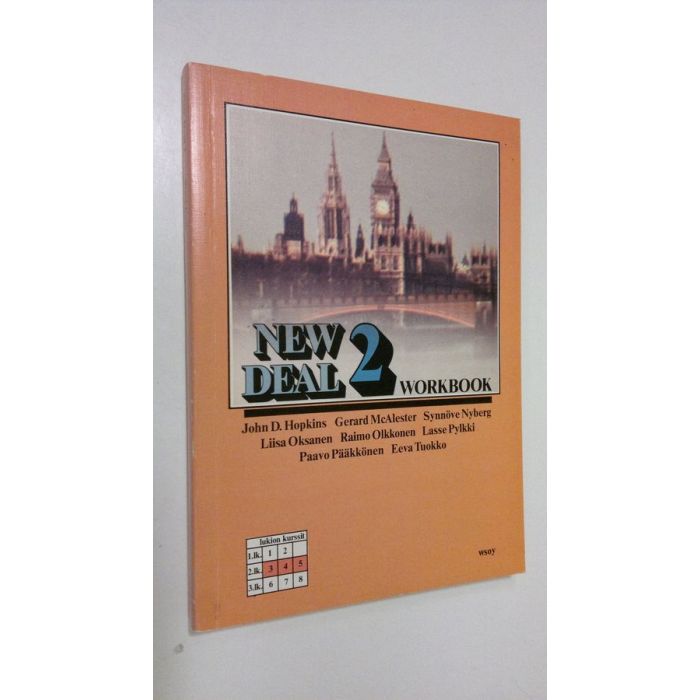 NEW
DEAL 2 WORKBOOK
John D. Hopkins Gerard McAlester Synnöve Nyberg
Liisa Oksanen Raimo Olkkonen Lasse Pylkki
Paavo Pääkkönen Eeva Tuokko
lukion kurssit
1.lk. 1 2
2.lk. 3 4 5
3.lk. 6 7 8
wsoy